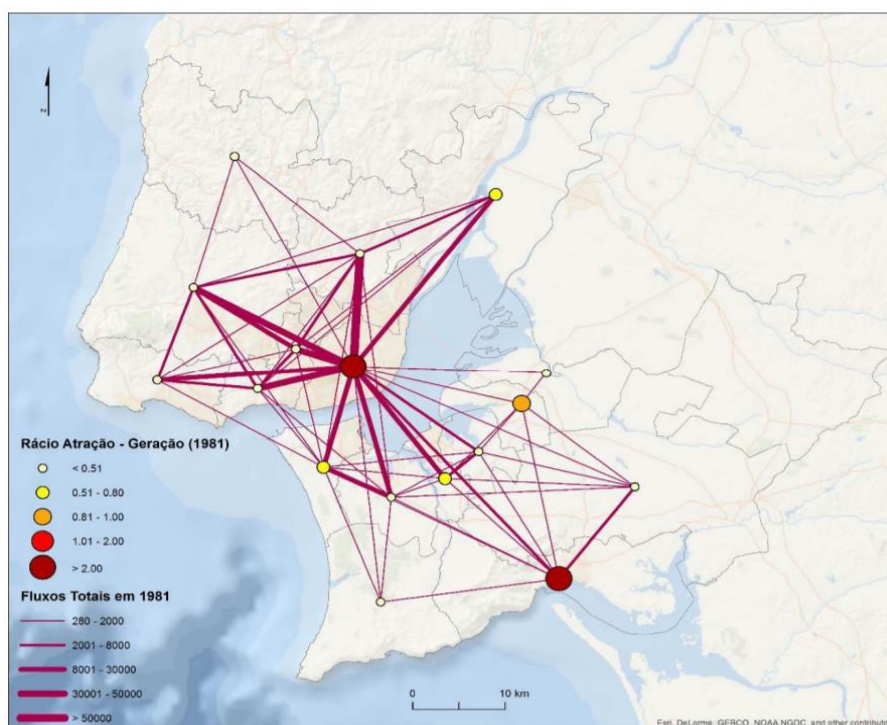 Rácio Atração - Geração (1981)
< 0.51
0.51 - 0.80
0.81 - 1.00
1.01 - 2.00
> 2.00
Fluxos Totais em 1981
280 - 2000
2001 - 8000
8001 - 30000
30001 - 50000
> 50000
0 10 km
Esri, DeLorme, GEBCO, NOAA NGDC, and other contributo